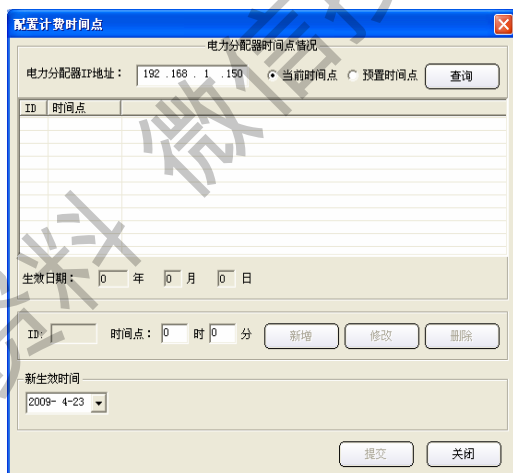 配置计费时间点
电力分配器时间点情况
电力分配器IP地址： 192 .168 . 1 .150 当前时间点 预置时间点 查询
ID 时间点
生效日期： 0 年 0 月 0 日
ID: 时间点： 0 时 0 分 新增 修改 删除
新生效时间
2009- 4-23
提交 关闭
资料 微信